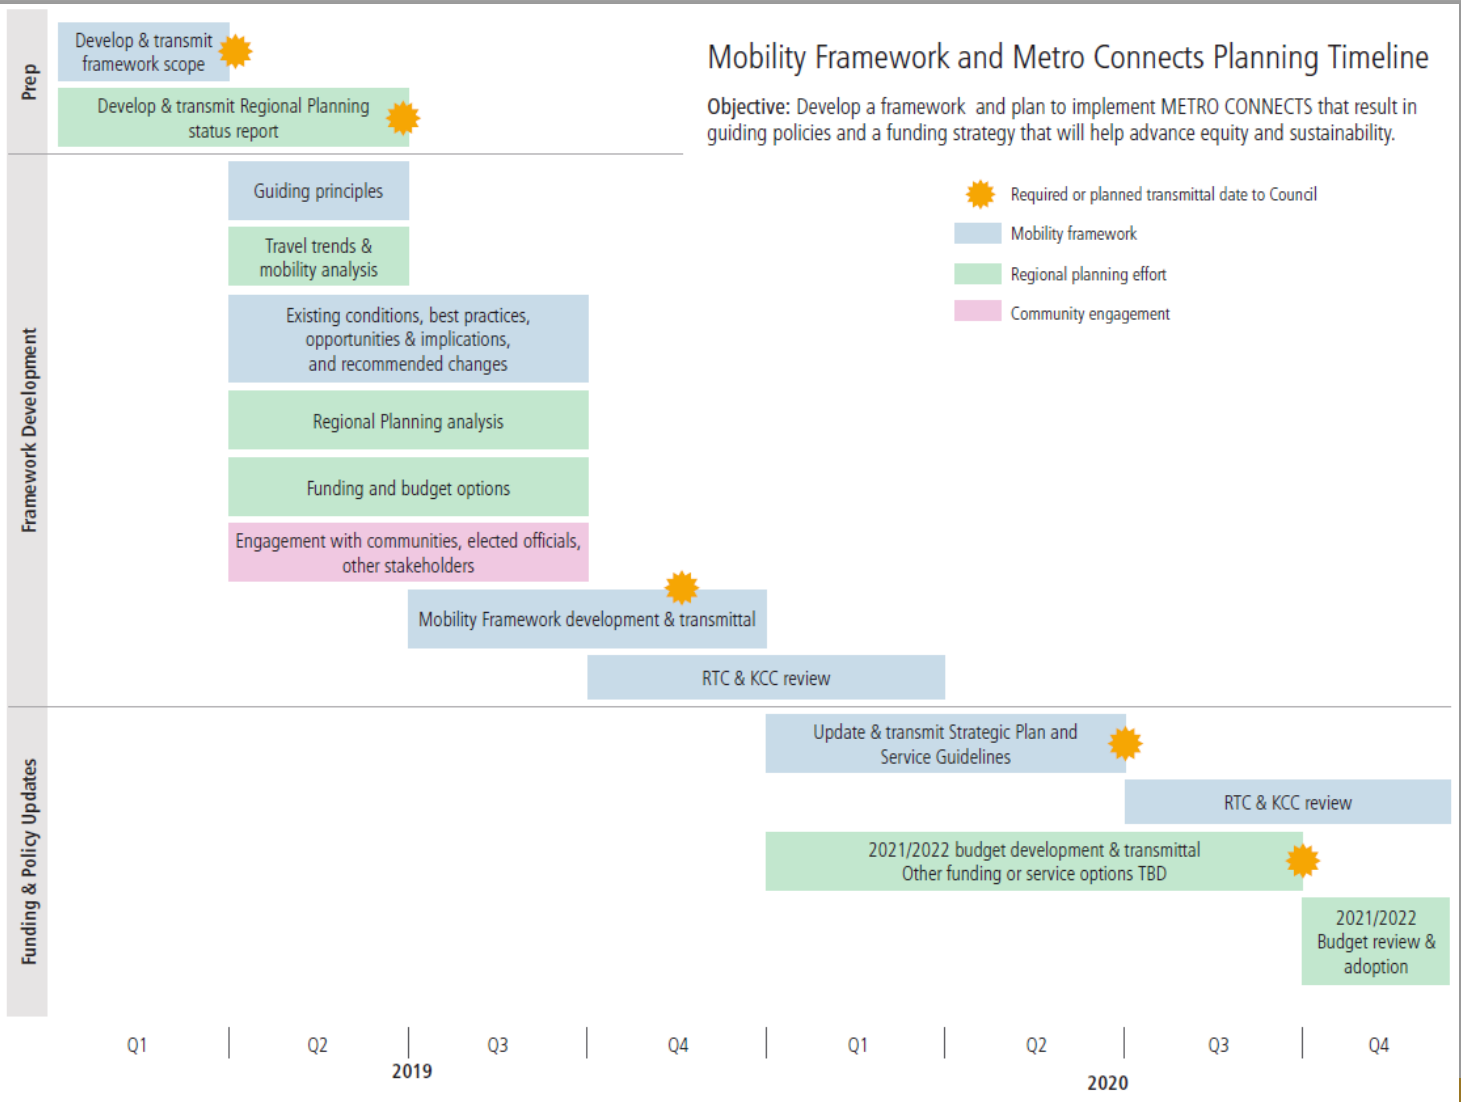 Mobility Framework and Metro Connects Planning Timeline
Objective: Develop a framework and plan to implement METRO CONNECTS that result in
guiding policies and a funding strategy that will help advance equity and sustainability.
Required or planned transmittal date to Council
Mobility framework
Regional planning effort
Community engagement
Prep
Develop & transmit
framework scope
Develop & transmit Regional Planning
status report
Framework Development
Guiding principles
Travel trends &
mobility analysis
Existing conditions, best practices,
opportunities & implications,
and recommended changes
Regional Planning analysis
Funding and budget options
Engagement with communities, elected officials,
other stakeholders
Mobility Framework development & transmittal
RTC & KCC review
Funding & Policy Updates
Update & transmit Strategic Plan and
Service Guidelines
RTC & KCC review
2021/2022 budget development & transmittal
Other funding or service options TBD
2021/2022
Budget review &
adoption
Q1 Q2 Q3 Q4 Q1 Q2 Q3 Q4
2019 2020